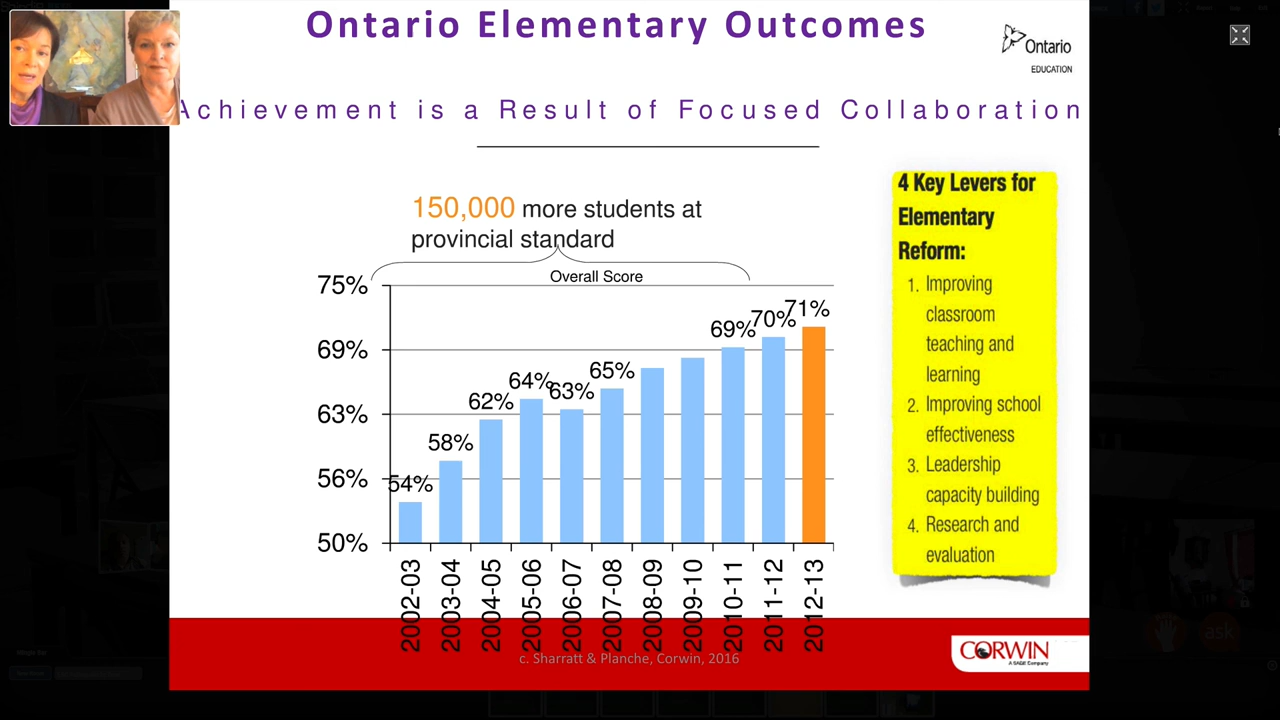 Ontario Elementary Outcomes
Ontario
EDUCATION
Achievement is a Result of Focused Collaboration
150,000 more students at
provincial standard
Overall Score
75%
69%
63%
56%
50%
54%
58%
62%
64%
63%
65%
69%
70%
71%
2002-03
2003-04
2004-05
2005-06
2006-07
2007-08
2008-09
2009-10
2010-11
2011-12
2012-13
4 Key Levers for
Elementary
Reform:
1. Improving
classroom
teaching and
learning
2. Improving school
effectiveness
3. Leadership
capacity building
4. Research and
evaluation
c. Sharratt & Planche, Corwin, 2016
CORWIN
A SAGE Company
ask